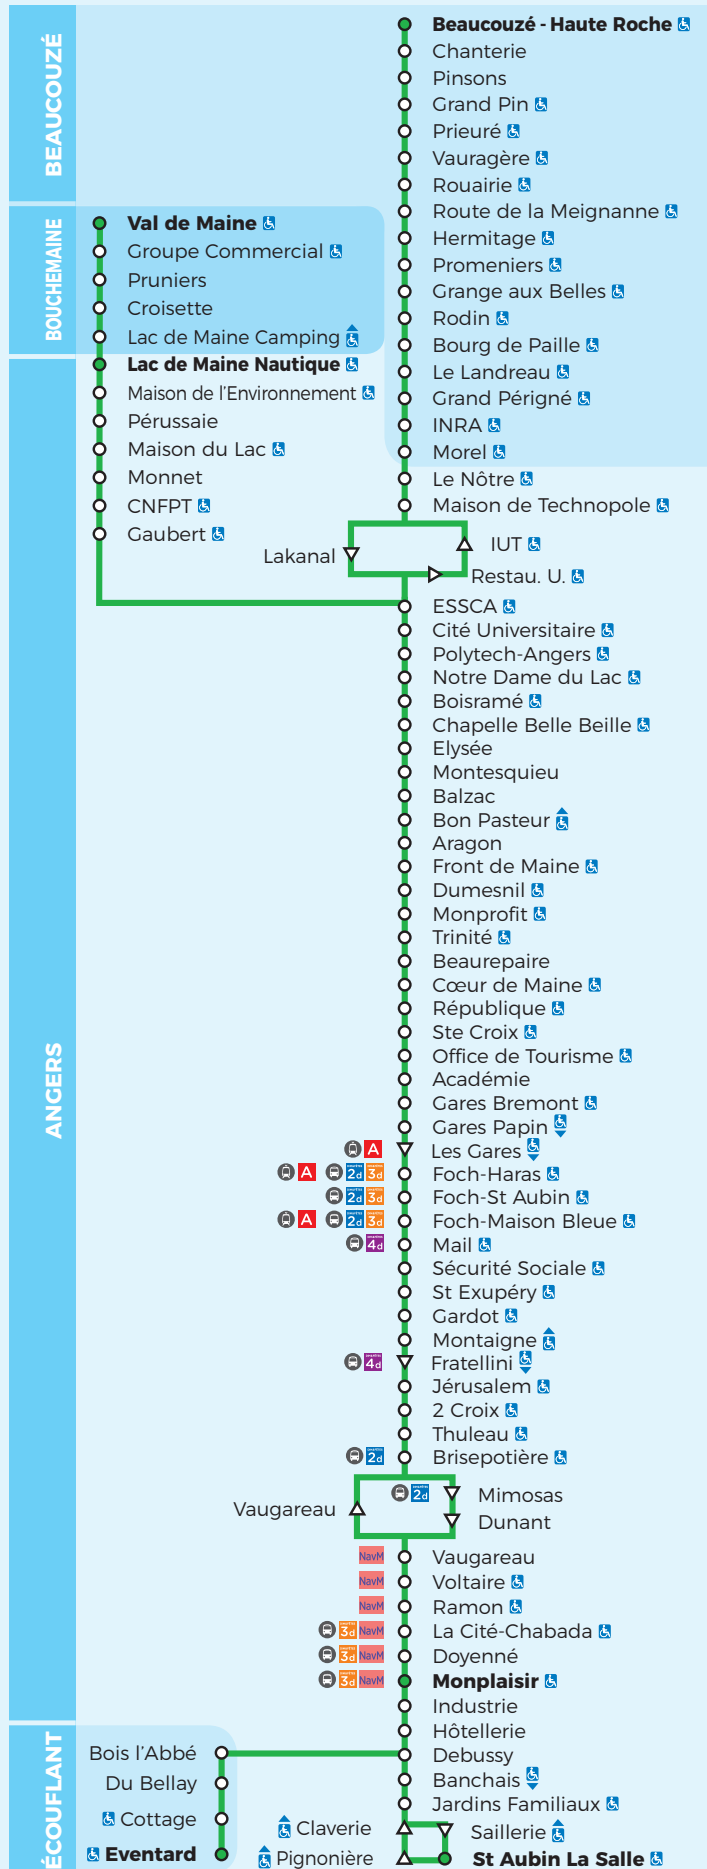 BEAUCOUZÉ
Beaucouzé - Haute Roche
Chanterie
Pinsons
Grand Pin
Prieuré
Vauragère
Rouairie
Route de la Meignanne
Hermitage
Promeniers
Grange aux Belles
Rodin
Bourg de Paille
Le Landreau
Grand Périgné
INRA
Morel
Le Nôtre
Maison de Technopole
BOUCHEMAINE
Val de Maine
Groupe Commercial
Pruniers
Croisette
Lac de Maine Camping
Lac de Maine Nautique
Maison de l'Environnement
Pérussaie
Maison du Lac
Monnet
CNFPT
Gaubert
Lakanal
IUT
Restau. U.
ANGERS
ESSCA
Cité Universitaire
Polytech-Angers
Notre Dame du Lac
Boisramé
Chapelle Belle Beille
Elysée
Montesquieu
Balzac
Bon Pasteur
Aragon
Front de Maine
Dumesnil
Monprofit
Trinité
Beaurepaire
Cœur de Maine
République
Ste Croix
Office de Tourisme
Académie
Gares Bremont
Gares Papin
A Les Gares
A 2d 3d Foch-Haras
2d 3d Foch-St Aubin
A 2d 3d Foch-Maison Bleue
4d Mail
Sécurité Sociale
St Exupéry
Gardot
Montaigne
4d Fratellini
Jérusalem
2 Croix
Thuleau
2d Brisepotière
2d Mimosas
Vaugareau
Dunant
NavM Vaugareau
NavM Voltaire
NavM Ramon
3d NavM La Cité-Chabada
3d NavM Doyenné
3d NavM Monplaisir
Industrie
Hôtellerie
Debussy
Banchais
Jardins Familiaux
ÉCOUFLANT
Bois l'Abbé
Du Bellay
Cottage
Eventard
Claverie
Saillerie
Pignonière
St Aubin La Salle